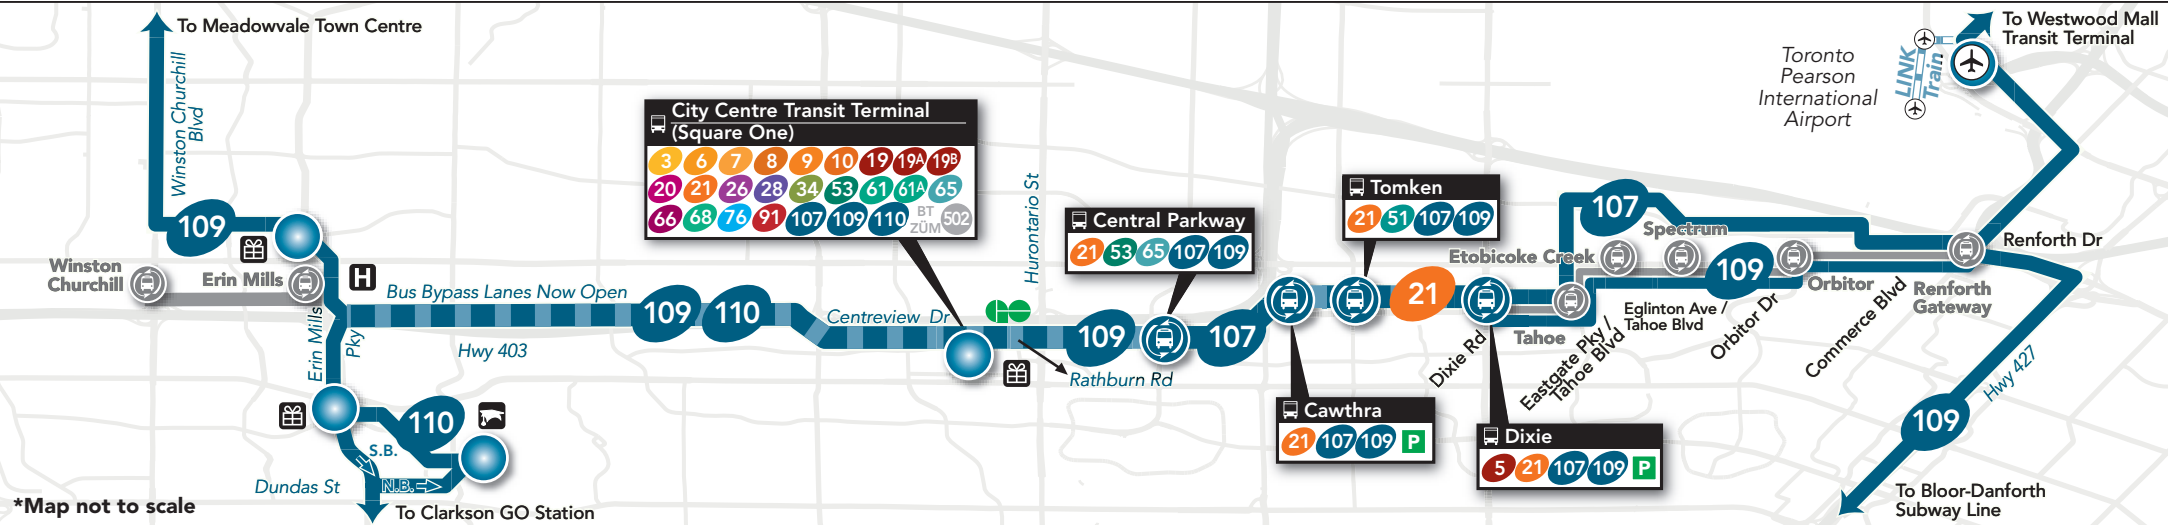 To Meadowvale Town Centre
Winston Churchill
Blvd
109
Winston
Churchill
Erin Mills
H
Bus Bypass Lanes Now Open
109 110
Erin Mills
Pky
Hwy 403
Centreview Dr
110
S.B.
N.B.
Dundas St
To Clarkson GO Station
*Map not to scale
City Centre Transit Terminal
(Square One)
3 6 7 8 9 10 19 19A 19B
20 21 26 28 34 53 61 61A 65
66 68 76 91 107 109 110 BT ZÜM 502
GO
Hurontario St
Rathburn Rd
109
107
Central Parkway
21 53 65 107 109
Tomken
21 51 107 109
21
Cawthra
21 107 109 P
Dixie
5 21 107 109 P
Dixie Rd
Etobicoke Creek
Tahoe
Eastgate Pky /
Tahoe Blvd
107
Spectrum
109
Eglinton Ave /
Tahoe Blvd
Orbitor Dr
Orbitor
Commerce Blvd
Renforth
Gateway
Renforth Dr
Toronto
Pearson
International
Airport
LINK
Train
To Westwood Mall
Transit Terminal
Hwy 427
109
To Bloor-Danforth
Subway Line